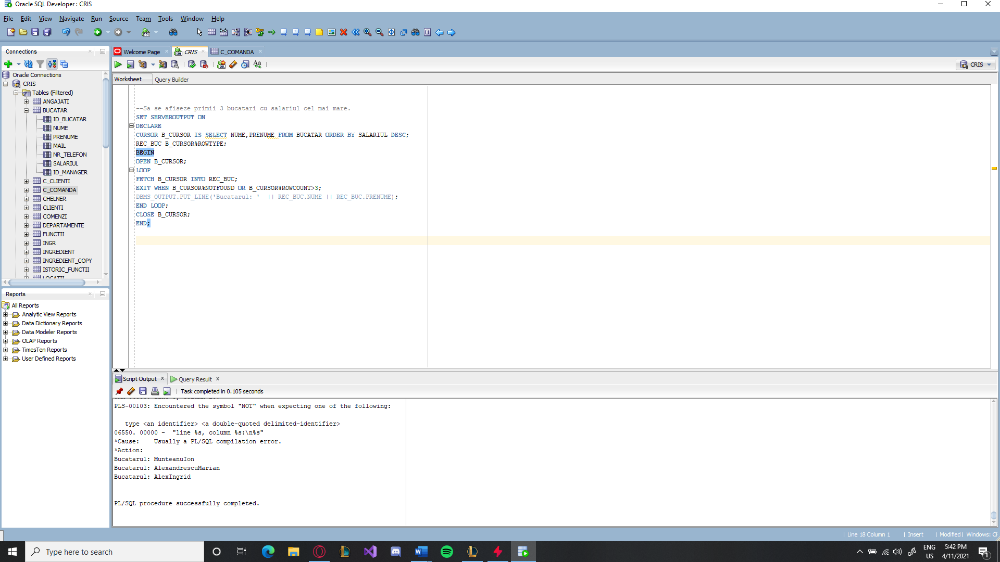 Oracle SQL Developer : CRIS
File Edit View Navigate Run Source Team Tools Window Help
Connections
Oracle Connections
CRIS
Tables (Filtered)
ANGAJATI
BUCATAR
ID_BUCATAR
NUME
PRENUME
MAIL
NR_TELEFON
SALARIUL
ID_MANAGER
C_CLIENTI
C_COMANDA
CHELNER
CLIENTI
COMENZI
DEPARTAMENTE
FUNCTII
INGR
INGREDIENT
INGREDIENT_COPY
ISTORIC_FUNCTII
LOCATII
Reports
All Reports
Analytic View Reports
Data Dictionary Reports
Data Modeler Reports
OLAP Reports
TimesTen Reports
User Defined Reports
Welcome Page CRIS C_COMANDA
CRIS
Worksheet Query Builder
--Sa se afiseze primii 3 bucatari cu salariul cel mai mare.
SET SERVEROUTPUT ON
DECLARE
CURSOR B_CURSOR IS SELECT NUME,PRENUME FROM BUCATAR ORDER BY SALARIUL DESC;
REC_BUC B_CURSOR%ROWTYPE;
BEGIN
OPEN B_CURSOR;
LOOP
FETCH B_CURSOR INTO REC_BUC;
EXIT WHEN B_CURSOR%NOTFOUND OR B_CURSOR%ROWCOUNT>3;
DBMS_OUTPUT.PUT_LINE('Bucatarul: ' || REC_BUC.NUME || REC_BUC.PRENUME);
END LOOP;
CLOSE B_CURSOR;
END;
Script Output Query Result
Task completed in 0.105 seconds
PLS-00103: Encountered the symbol "NOT" when expecting one of the following:
type <an identifier> <a double-quoted delimited-identifier>
06550. 00000 - "line %s, column %s:\n%s"
*Cause: Usually a PL/SQL compilation error.
*Action:
Bucatarul: MunteanuIon
Bucatarul: AlexandrescuMarian
Bucatarul: AlexIngrid
PL/SQL procedure successfully completed.
Line 18 Column 1 Insert Modified Windows: CF
Type here to search
ENG
US
5:42 PM
4/11/2021
1